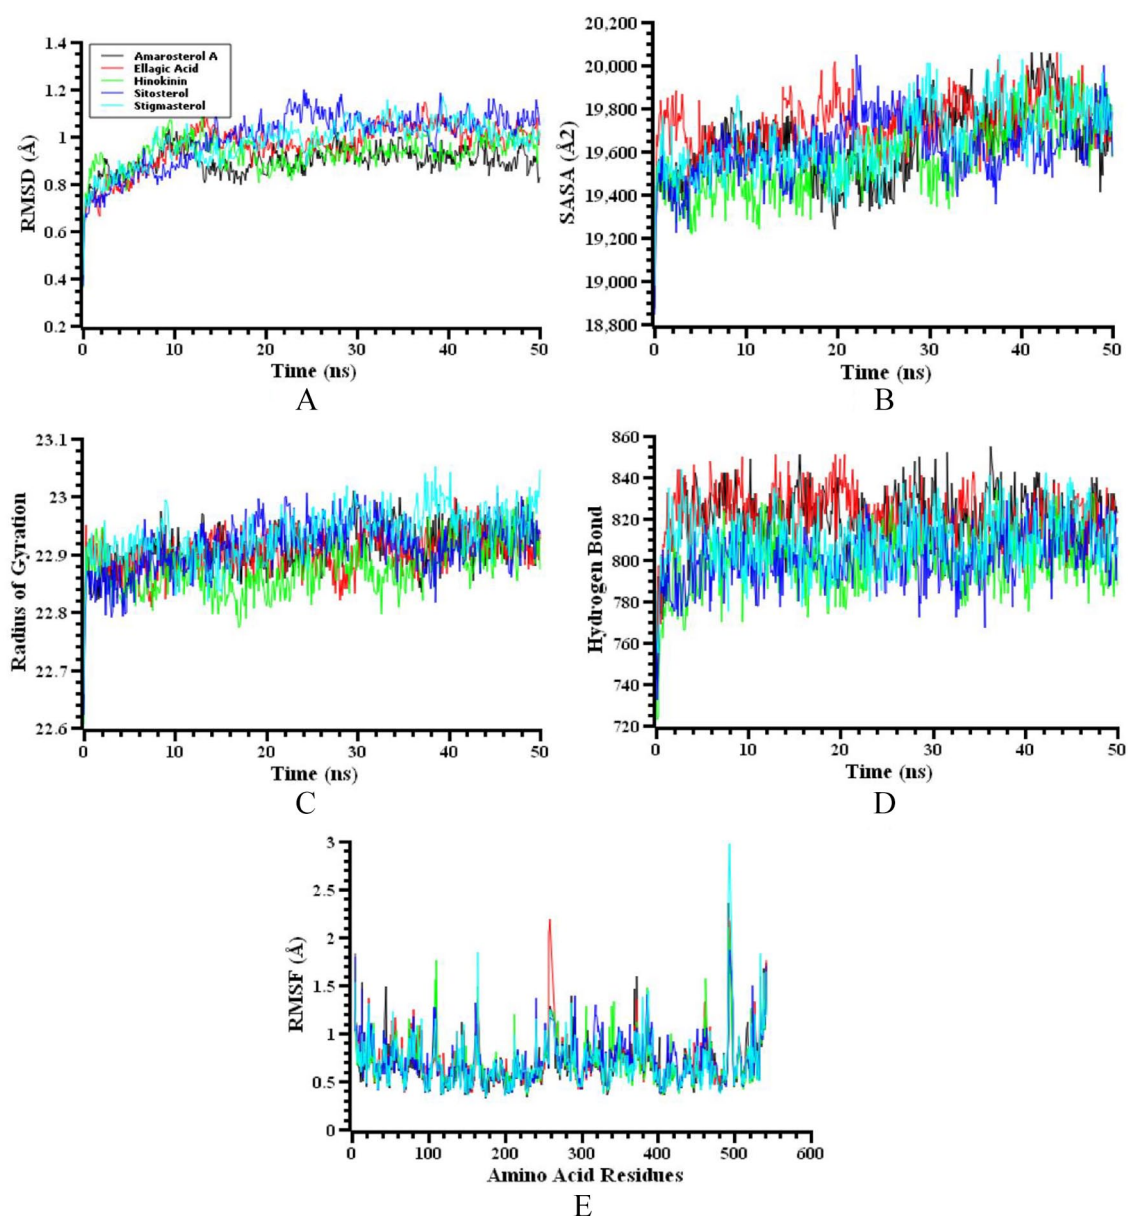 1.4
1.2
1
0.8
0.6
0.4
0.2
RMSD (Å)
Amarosterol A
Ellagic Acid
Hinokinin
Sitosterol
Stigmasterol
0 10 20 30 40 50
Time (ns)
A
20,200
20,000
19,800
19,600
19,400
19,200
19,000
18,800
SASA (Å2)
0 10 20 30 40 50
Time (ns)
B
23.1
23
22.9
22.8
22.7
22.6
Radius of Gyration
0 10 20 30 40 50
Time (ns)
C
860
840
820
800
780
760
740
720
Hydrogen Bond
0 10 20 30 40 50
Time (ns)
D
3
2.5
2
1.5
1
0.5
0
RMSF (Å)
0 100 200 300 400 500 600
Amino Acid Residues
E